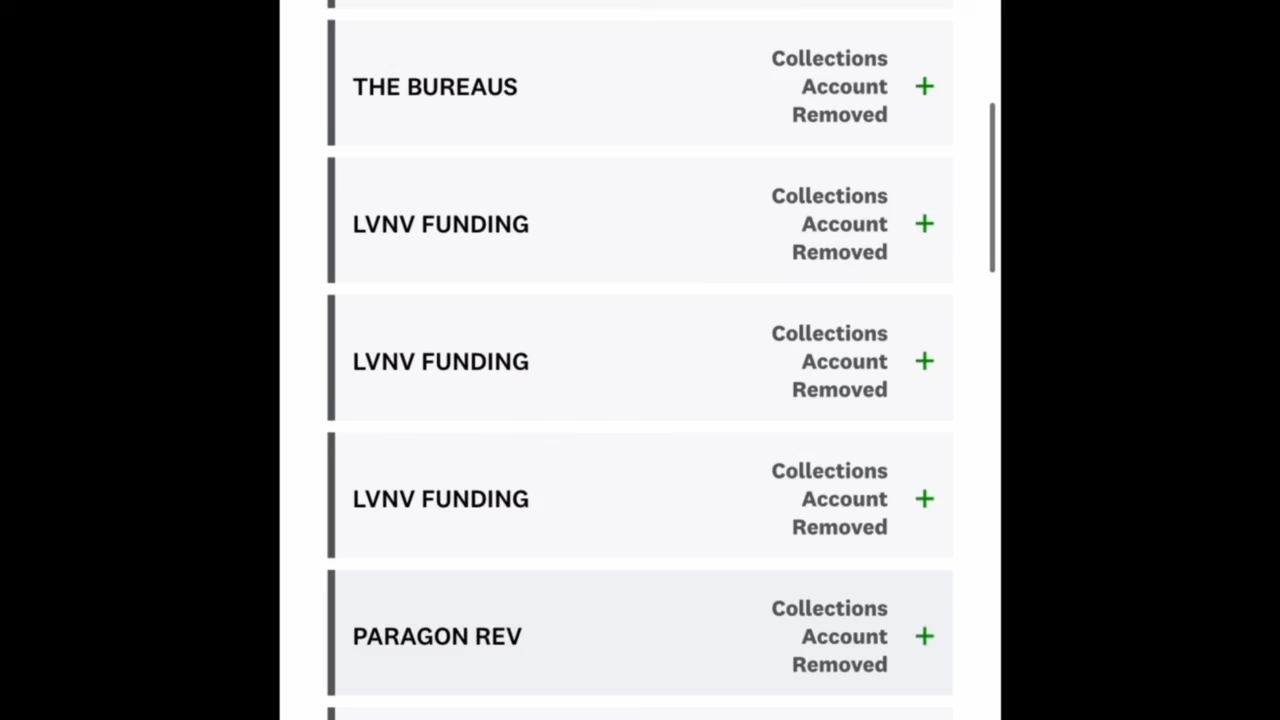 THE BUREAUS
Collections
Account
Removed
+
LVNV FUNDING
Collections
Account
Removed
+
LVNV FUNDING
Collections
Account
Removed
+
LVNV FUNDING
Collections
Account
Removed
+
PARAGON REV
Collections
Account
Removed
+